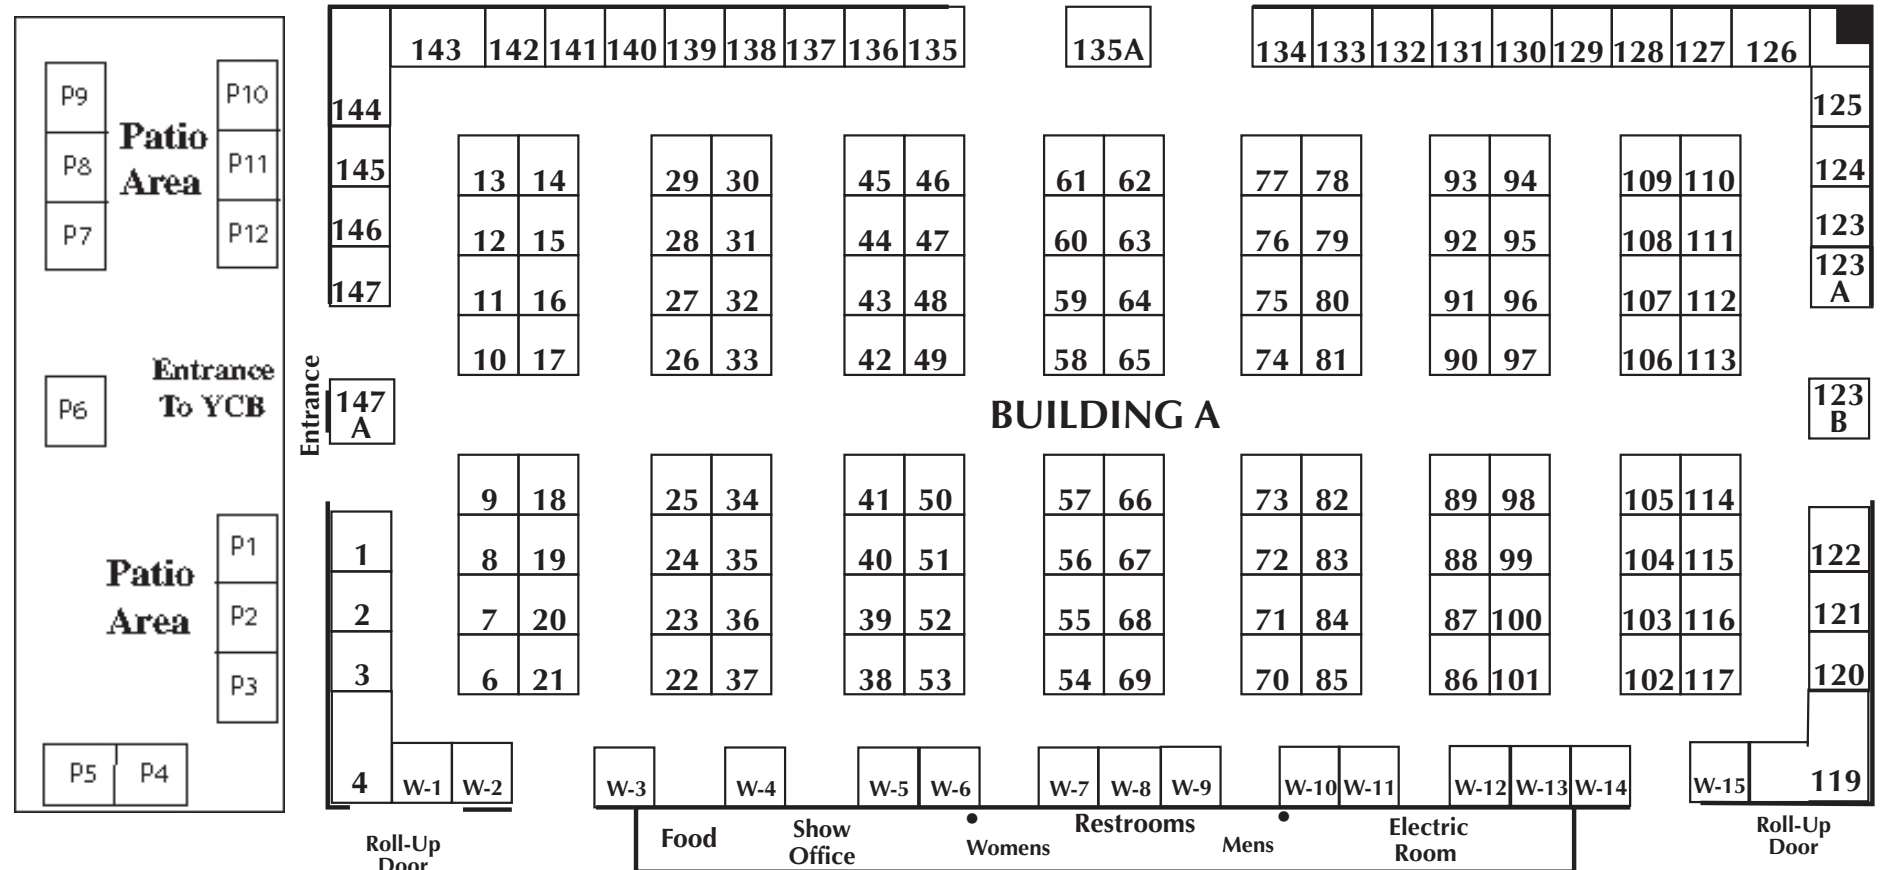 143 142 141 140 139 138 137 136 135 135A 134 133 132 131 130 129 128 127 126
P9 P10 144 125
Patio
P8 P11 145 13 14 29 30 45 46 61 62 77 78 93 94 109 110 124
Area
P7 P12 146 12 15 28 31 44 47 60 63 76 79 92 95 108 111 123
147 11 16 27 32 43 48 59 64 75 80 91 96 107 112 123
A
10 17 26 33 42 49 58 65 74 81 90 97 106 113
Entrance
To YCB
P6
Entrance
147
A
BUILDING A
123
B
9 18 25 34 41 50 57 66 73 82 89 98 105 114
P1 1 8 19 24 35 40 51 56 67 72 83 88 99 104 115 122
Patio
Area
P2 2 7 20 23 36 39 52 55 68 71 84 87 100 103 116 121
P3 3 6 21 22 37 38 53 54 69 70 85 86 101 102 117 120
P5 P4 4 W-1 W-2 W-3 W-4 W-5 W-6 W-7 W-8 W-9 W-10 W-11 W-12 W-13 W-14 W-15 119
Roll-Up
Door
Food
Show
Office
Womens
Restrooms
Mens
Electric
Room
Roll-Up
Door